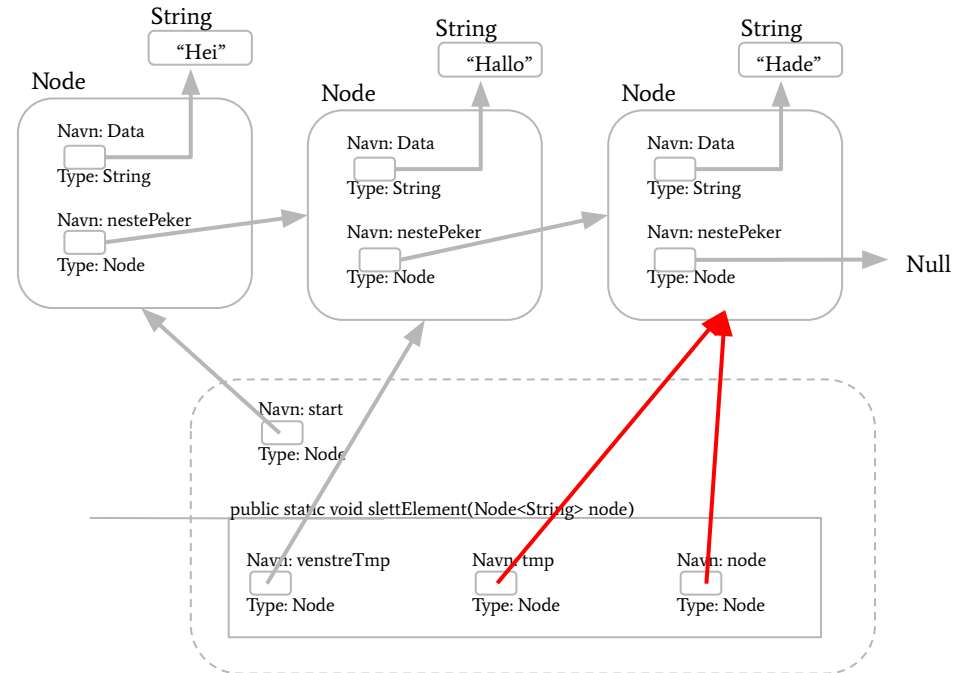 String
“Hei”
Node
Navn: Data
Type: String
Navn: nestePeker
Type: Node
String
“Hallo”
Node
Navn: Data
Type: String
Navn: nestePeker
Type: Node
String
“Hade”
Node
Navn: Data
Type: String
Navn: nestePeker
Type: Node
Null
Navn: start
Type: Node
public static void slettElement(Node<String> node)
Navn: venstreTmp
Type: Node
Navn: tmp
Type: Node
Navn: node
Type: Node